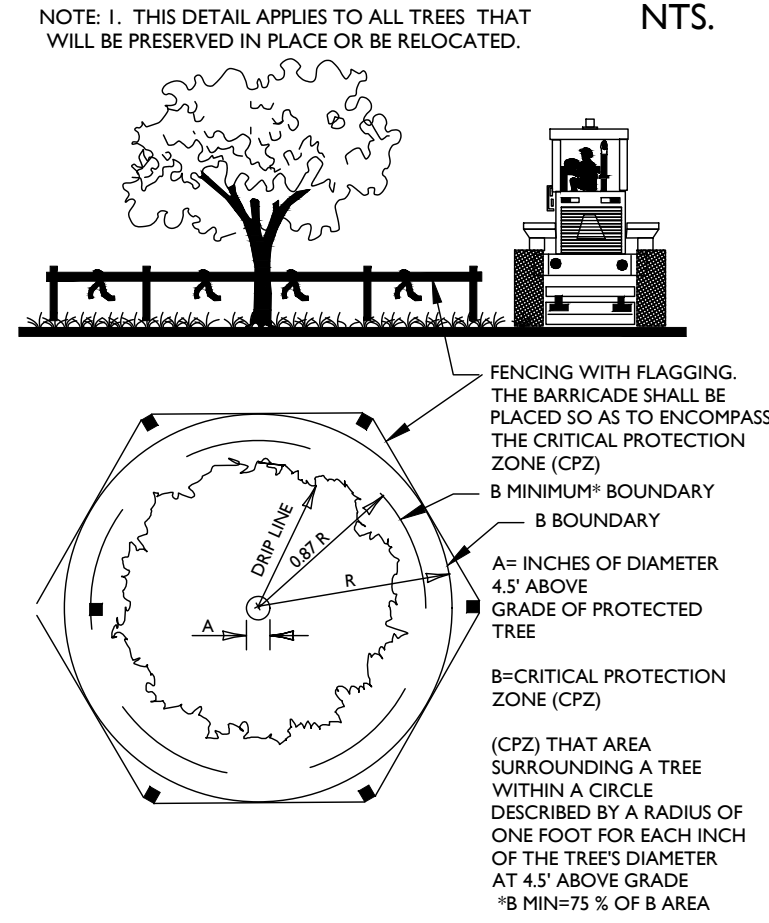 NOTE: 1. THIS DETAIL APPLIES TO ALL TREES THAT
WILL BE PRESERVED IN PLACE OR BE RELOCATED.
NTS.
FENCING WITH FLAGGING.
THE BARRICADE SHALL BE
PLACED SO AS TO ENCOMPASS
THE CRITICAL PROTECTION
ZONE (CPZ)
B MINIMUM* BOUNDARY
B BOUNDARY
DRIP LINE
0.87 R
R
A
A= INCHES OF DIAMETER
4.5' ABOVE
GRADE OF PROTECTED
TREE
B=CRITICAL PROTECTION
ZONE (CPZ)
(CPZ) THAT AREA
SURROUNDING A TREE
WITHIN A CIRCLE
DESCRIBED BY A RADIUS OF
ONE FOOT FOR EACH INCH
OF THE TREE'S DIAMETER
AT 4.5' ABOVE GRADE
*B MIN=75 % OF B AREA